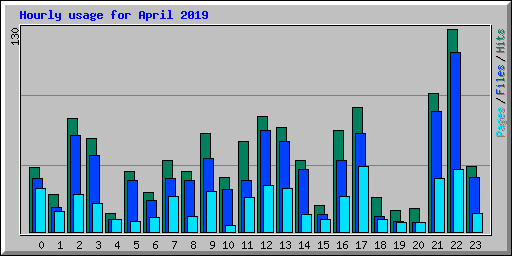 Hourly usage for April 2019
130
Pages / Files / Hits
0 1 2 3 4 5 6 7 8 9 10 11 12 13 14 15 16 17 18 19 20 21 22 23